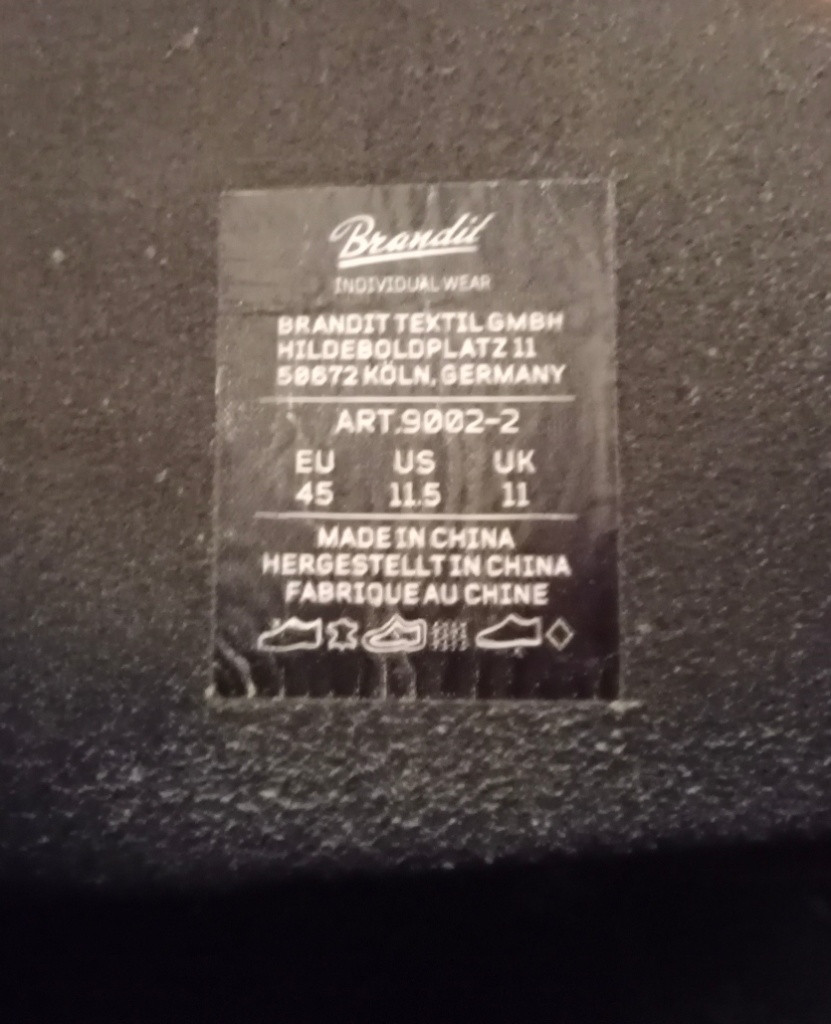 Brandit
INDIVIDUAL WEAR
BRANDIT TEXTIL GMBH
HILDEBOLDPLATZ 11
50672 KÖLN, GERMANY
ART.9002-2
EU US UK
45 11.5 11
MADE IN CHINA
HERGESTELLT IN CHINA
FABRIQUE AU CHINE